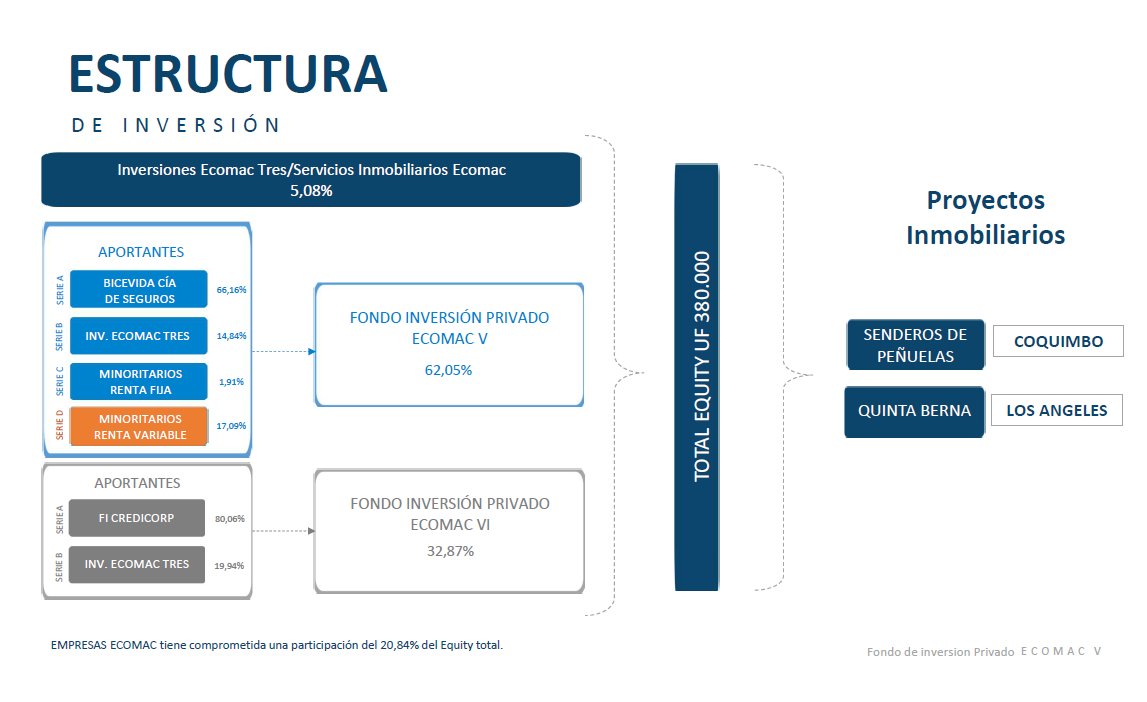 ESTRUCTURA
DE INVERSIÓN
Inversiones Ecomac Tres/Servicios Inmobiliarios Ecomac
5,08%
APORTANTES
SERIE A
BICEVIDA CÍA
DE SEGUROS
66,16%
SERIE B
INV. ECOMAC TRES
14,84%
SERIE C
MINORITARIOS
RENTA FIJA
1,91%
SERIE D
MINORITARIOS
RENTA VARIABLE
17,09%
FONDO INVERSIÓN PRIVADO
ECOMAC V
62,05%
APORTANTES
SERIE A
FI CREDICORP
80,06%
SERIE B
INV. ECOMAC TRES
19,94%
FONDO INVERSIÓN PRIVADO
ECOMAC VI
32,87%
TOTAL EQUITY UF 380.000
Proyectos
Inmobiliarios
SENDEROS DE
PEÑUELAS
COQUIMBO
QUINTA BERNA
LOS ANGELES
EMPRESAS ECOMAC tiene comprometida una participación del 20,84% del Equity total.
Fondo de inversion Privado ECOMAC V